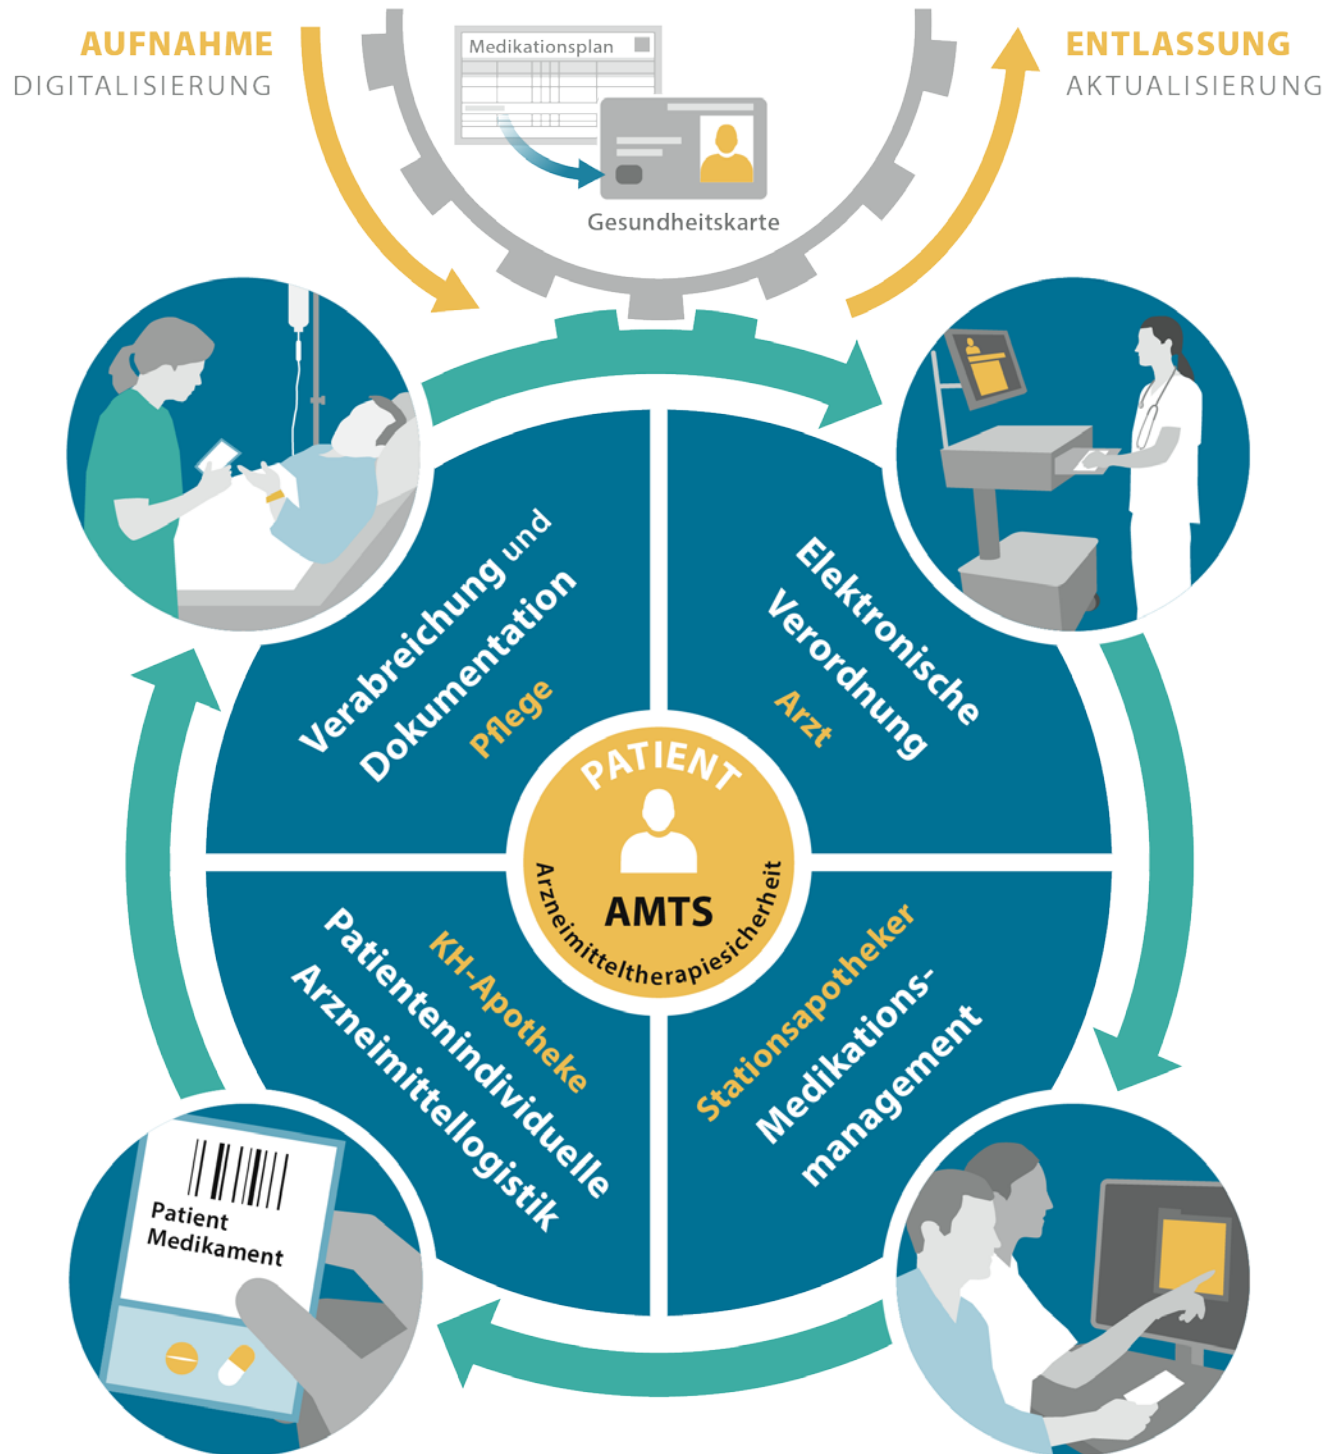 AUFNAHME
DIGITALISIERUNG
Medikationsplan
Gesundheitskarte
ENTLASSUNG
AKTUALISIERUNG
Verabreichung und
Dokumentation
Pflege
Elektronische
Verordnung
Arzt
PATIENT
AMTS
Arzneimitteltherapiesicherheit
KH-Apotheke
Patientenindividuelle
Arzneimittellogistik
Stationsapotheker
Medikations-
management
Patient
Medikament